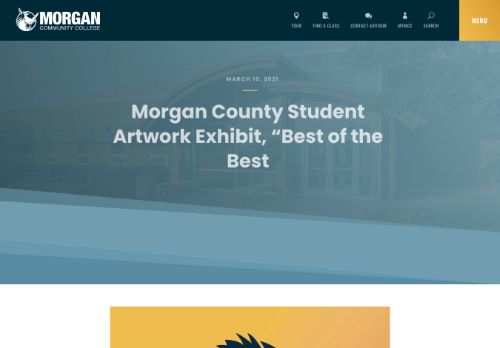 MORGAN
COMMUNITY COLLEGE
TOUR
FIND A CLASS
CONTACT ADVISOR
MYMCC
SEARCH
MENU
MARCH 10, 2021
Morgan County Student
Artwork Exhibit, “Best of the
Best